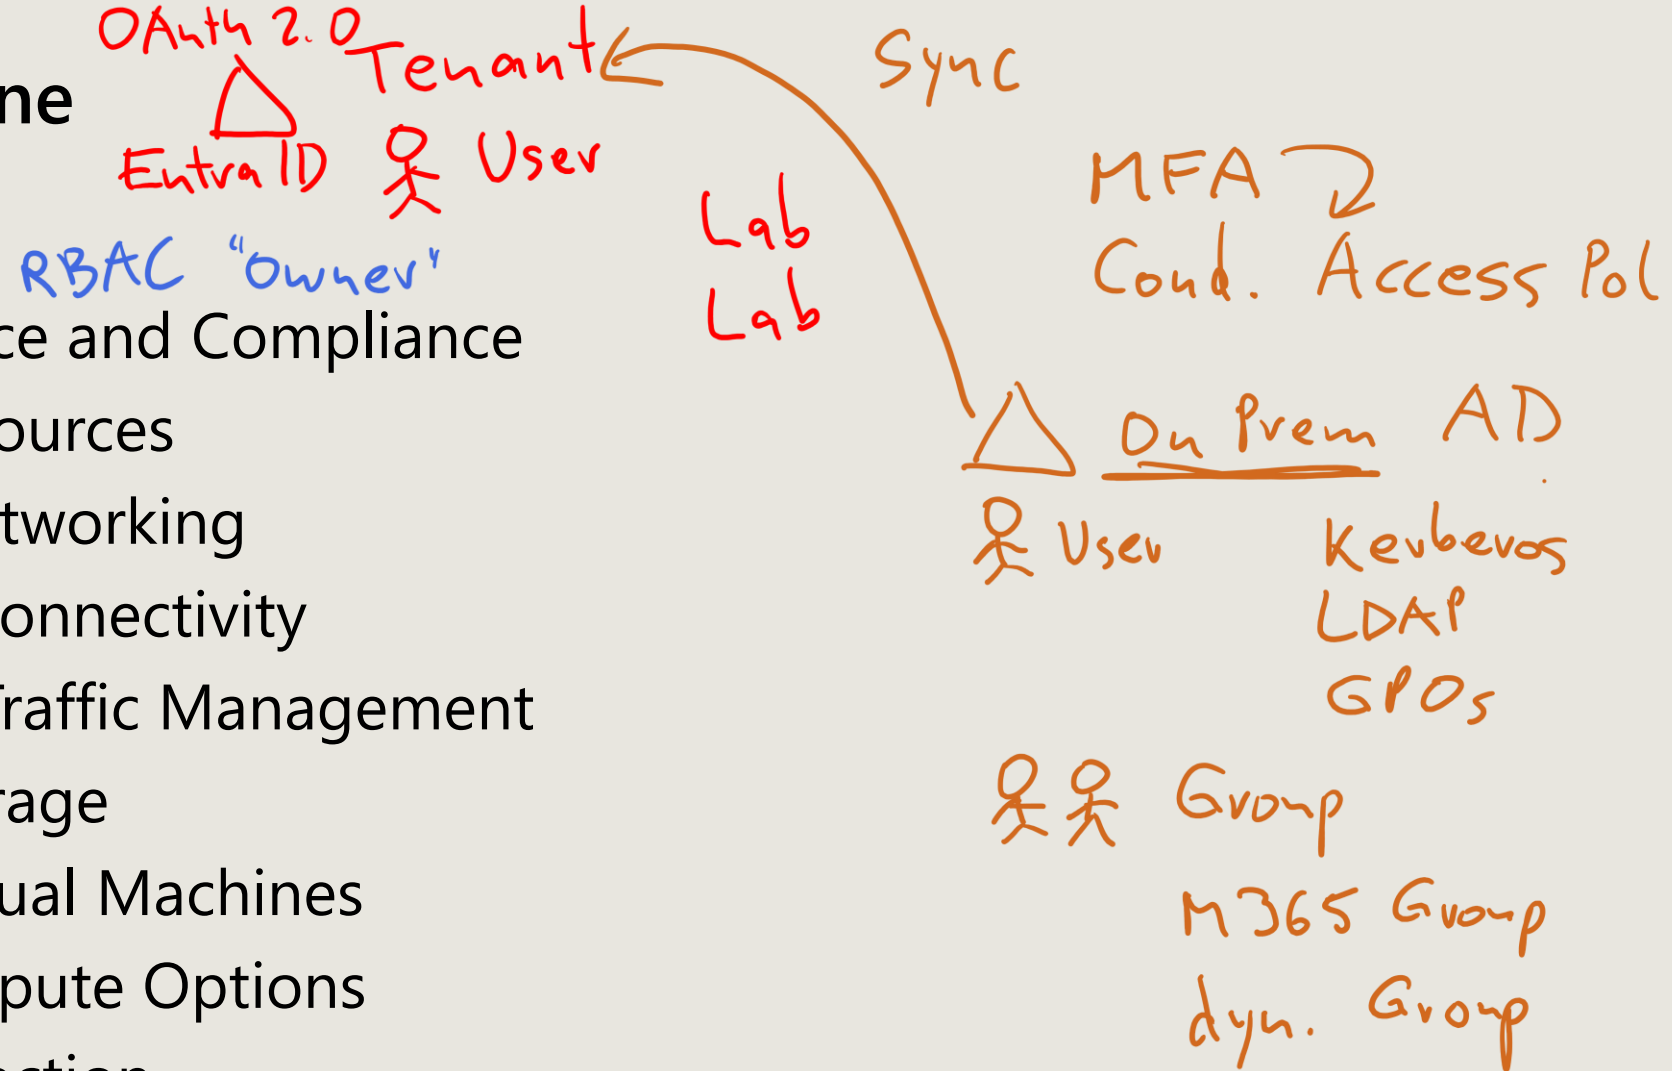 OAuth 2.0
Tenant
ne
Entra ID
User
RBAC "Owner"
Lab
Lab
ce and Compliance
ources
tworking
onnectivity
Traffic Management
rage
ual Machines
pute Options
ection
Sync
MFA
Cond. Access Pol
On Prem AD
User
Kerberos
LDAP
GPOs
Group
M365 Group
dyn. Group